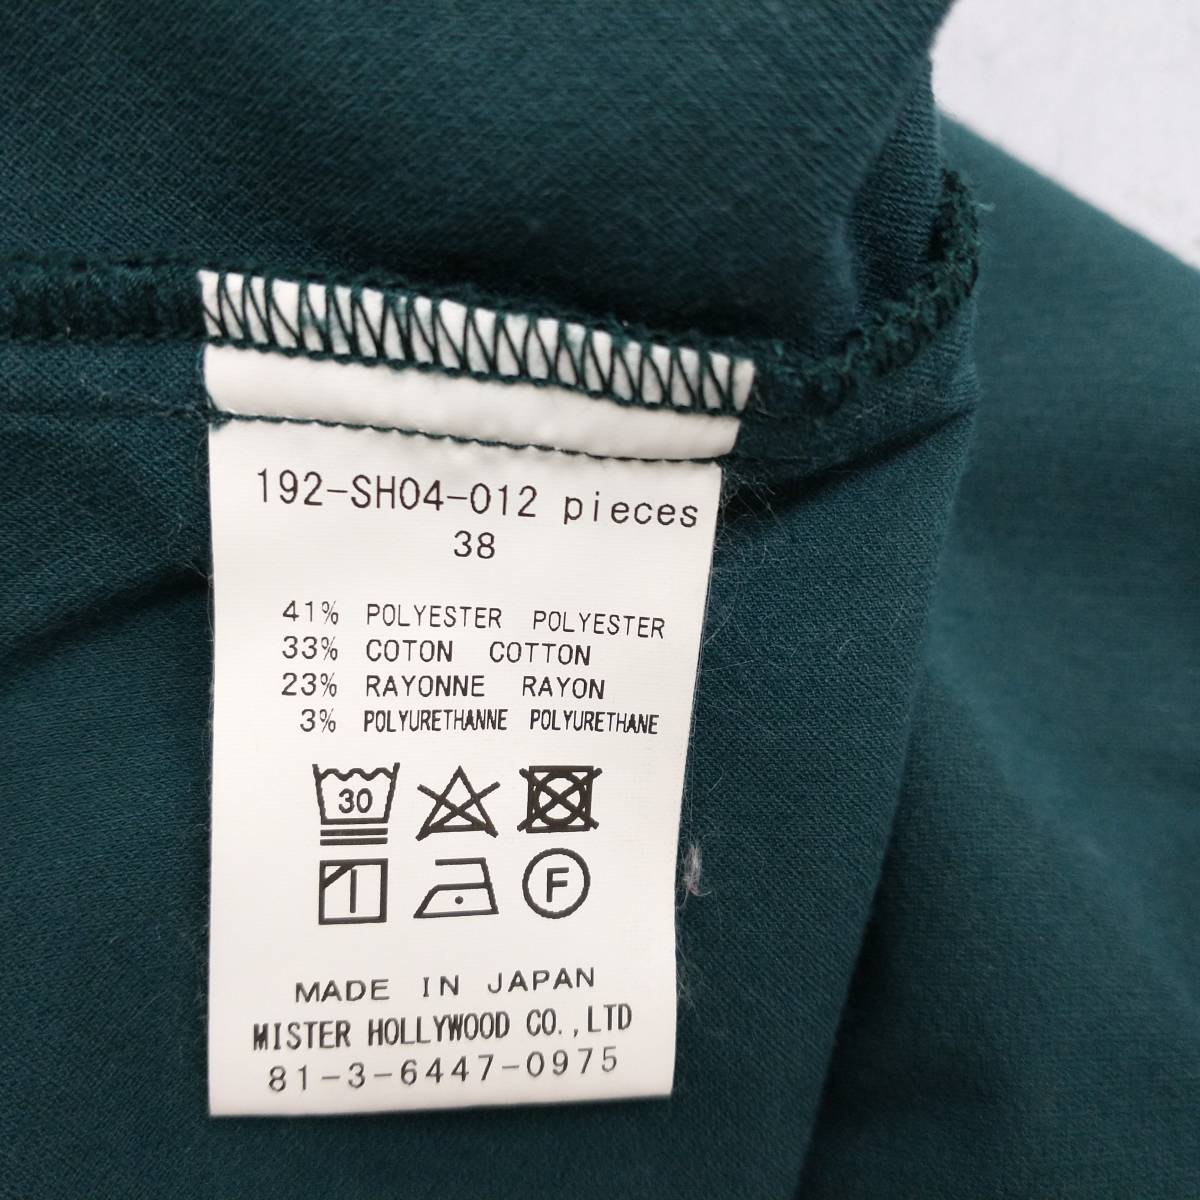 192-SH04-012 pieces
38
41% POLYESTER POLYESTER
33% COTON COTTON
23% RAYONNE RAYON
3% POLYURETHANNE POLYURETHANE
30
F
MADE IN JAPAN
MISTER HOLLYWOOD CO.,LTD
81-3-6447-0975